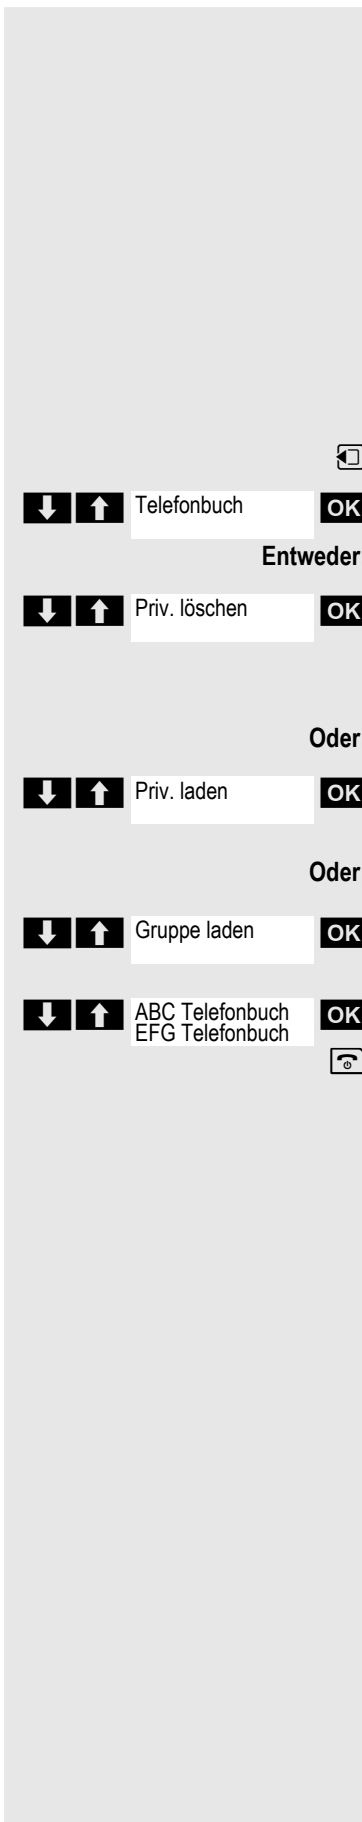 Telefonbuch OK
Entweder
Priv. löschen OK
Oder
Priv. laden OK
Oder
Gruppe laden OK
ABC Telefonbuch OK
EFG Telefonbuch